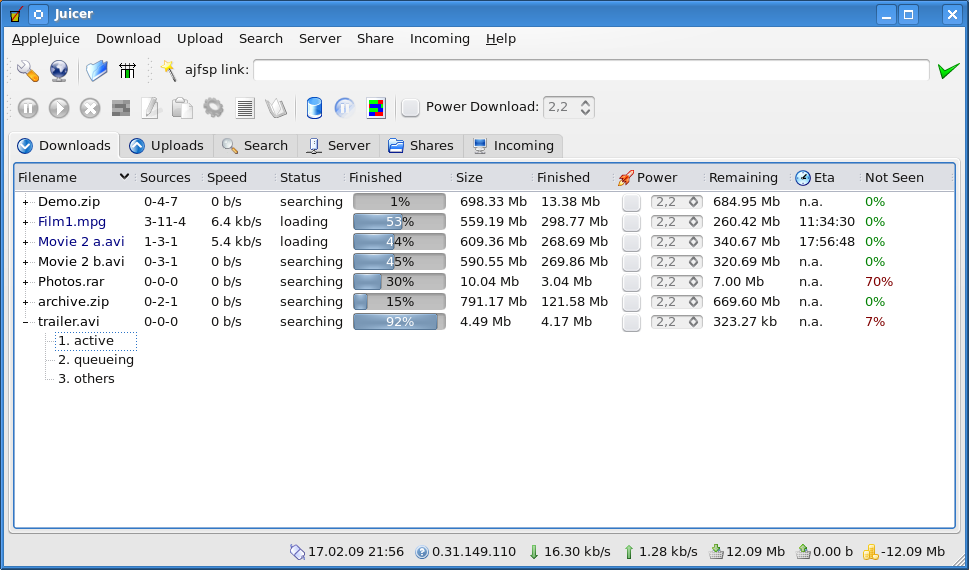 Juicer
AppleJuice Download Upload Search Server Share Incoming Help
ajfsp link:
Power Download: 2,2
Downloads Uploads Search Server Shares Incoming
Filename Sources Speed Status Finished Size Finished Power Remaining Eta Not Seen
Demo.zip 0-4-7 0 b/s searching 1% 698.33 Mb 13.38 Mb 2,2 684.95 Mb n.a. 0%
Film1.mpg 3-11-4 6.4 kb/s loading 53% 559.19 Mb 298.77 Mb 2,2 260.42 Mb 11:34:30 0%
Movie 2 a.avi 1-3-1 5.4 kb/s loading 44% 609.36 Mb 268.69 Mb 2,2 340.67 Mb 17:56:48 0%
Movie 2 b.avi 0-3-1 0 b/s searching 45% 590.55 Mb 269.86 Mb 2,2 320.69 Mb n.a. 0%
Photos.rar 0-0-0 0 b/s searching 30% 10.04 Mb 3.04 Mb 2,2 7.00 Mb n.a. 70%
archive.zip 0-2-1 0 b/s searching 15% 791.17 Mb 121.58 Mb 2,2 669.60 Mb n.a. 0%
trailer.avi 0-0-0 0 b/s searching 92% 4.49 Mb 4.17 Mb 2,2 323.27 kb n.a. 7%
1. active
2. queueing
3. others
17.02.09 21:56 0.31.149.110 16.30 kb/s 1.28 kb/s 12.09 Mb 0.00 b -12.09 Mb